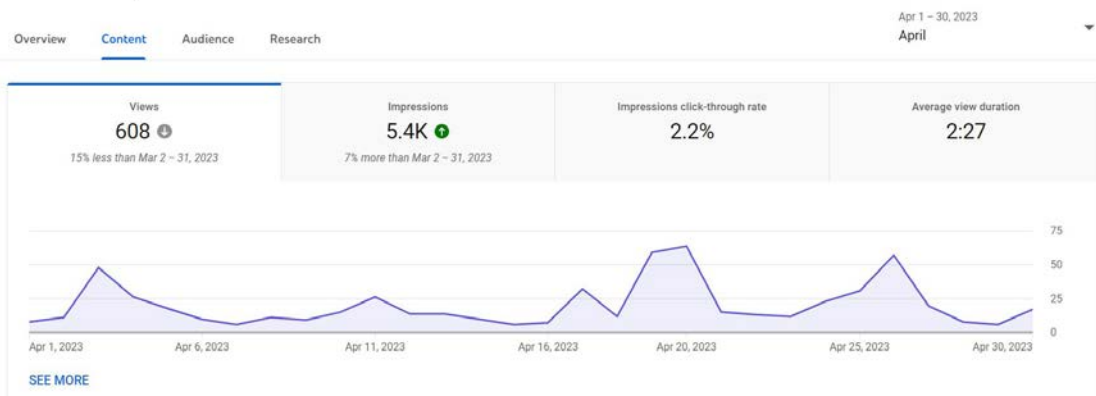 Apr 1 – 30, 2023
Overview Content Audience Research April
Views Impressions Impressions click-through rate Average view duration
608 5.4K 2.2% 2:27
15% less than Mar 2 – 31, 2023 7% more than Mar 2 – 31, 2023
75
50
25
0
Apr 1, 2023 Apr 6, 2023 Apr 11, 2023 Apr 16, 2023 Apr 20, 2023 Apr 25, 2023 Apr 30, 2023
SEE MORE